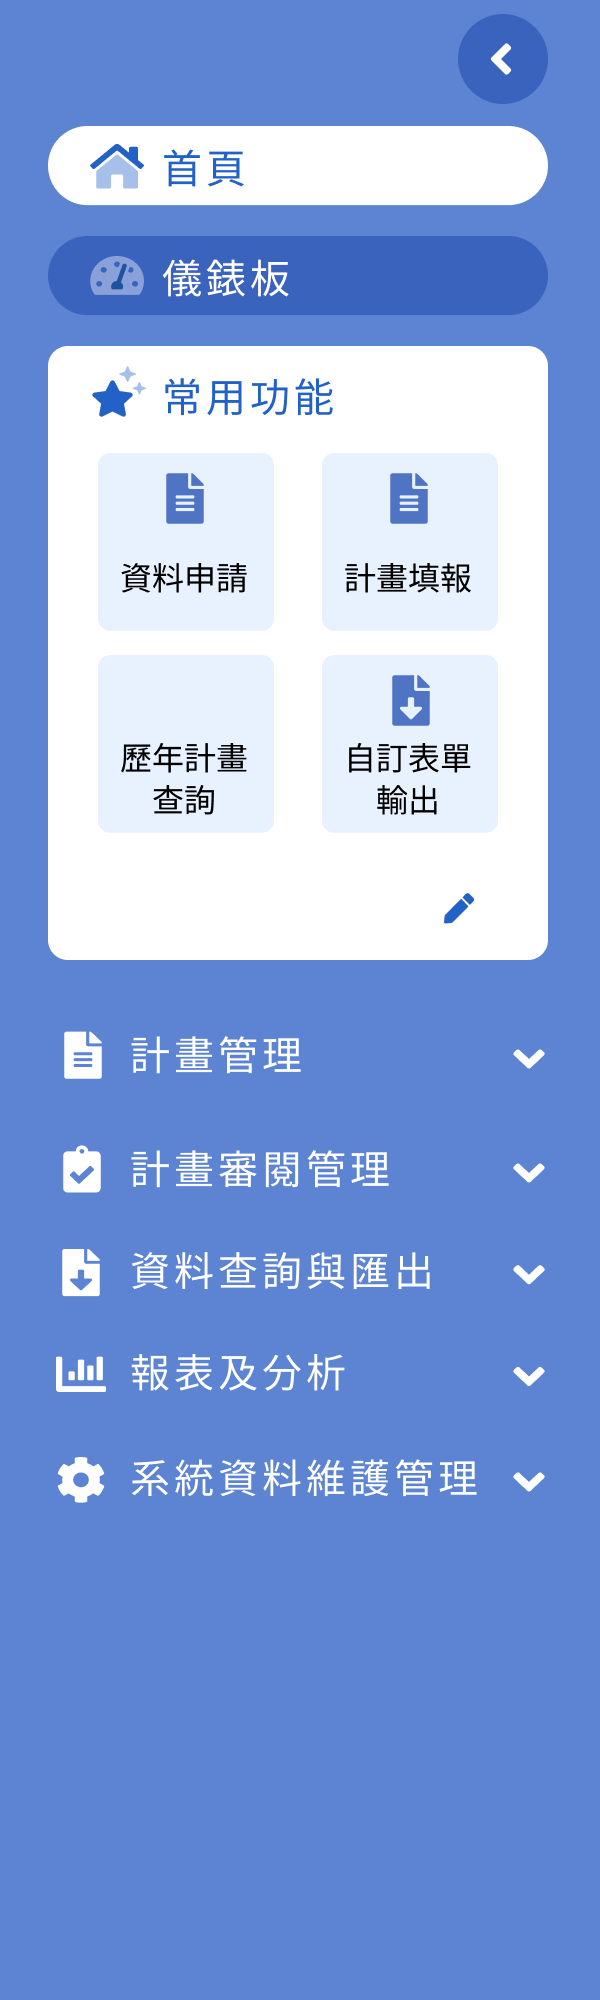 首頁
儀錶板
常用功能
資料申請
計畫填報
歷年計畫
查詢
自訂表單
輸出
計畫管理
計畫審閱管理
資料查詢與匯出
報表及分析
系統資料維護管理